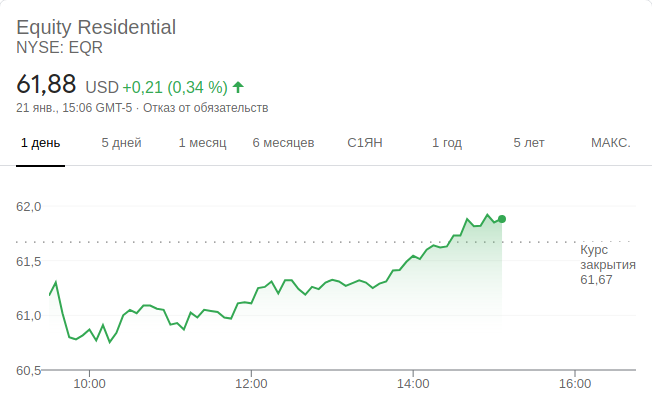 Equity Residential
NYSE: EQR
61,88 USD +0,21 (0,34 %)
21 янв., 15:06 GMT-5 · Отказ от обязательств
1 день 5 дней 1 месяц 6 месяцев С1ЯН 1 год 5 лет МАКС.
62,0
Курс
закрытия
61,67
61,5
61,0
60,5
10:00 12:00 14:00 16:00